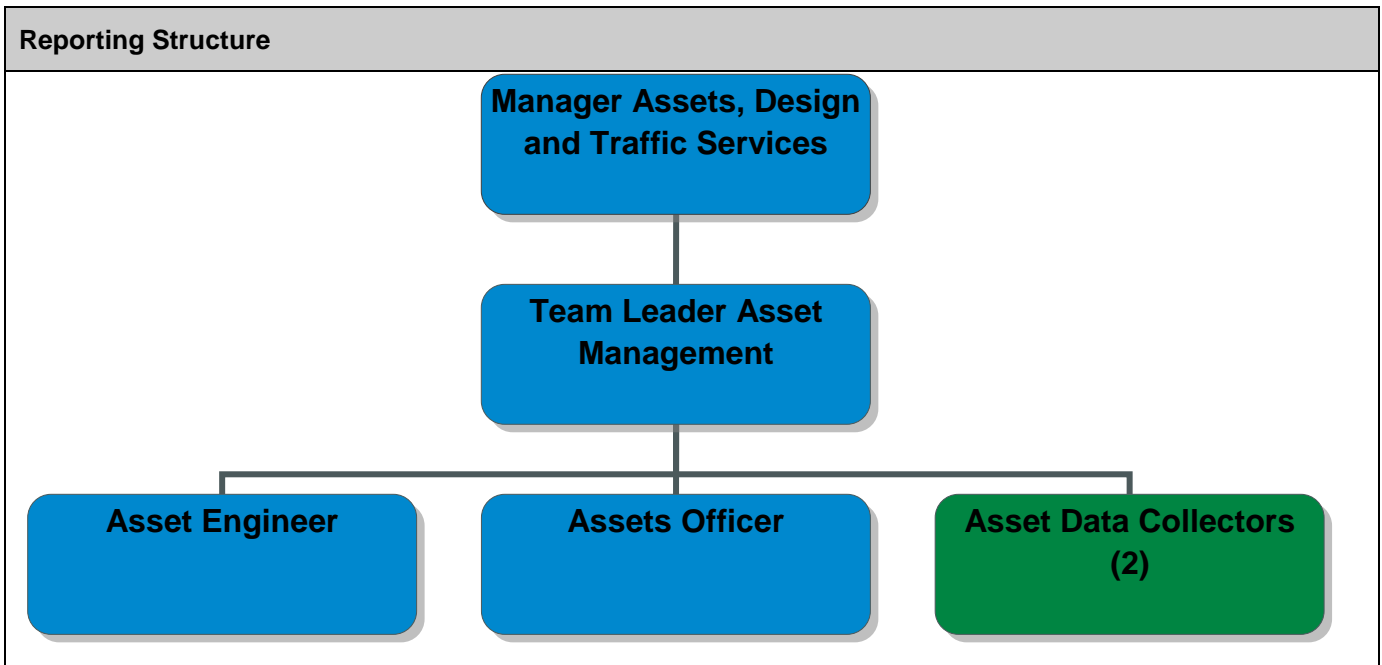 Reporting Structure
Manager Assets, Design
and Traffic Services
Team Leader Asset
Management
Asset Engineer
Assets Officer
Asset Data Collectors
(2)